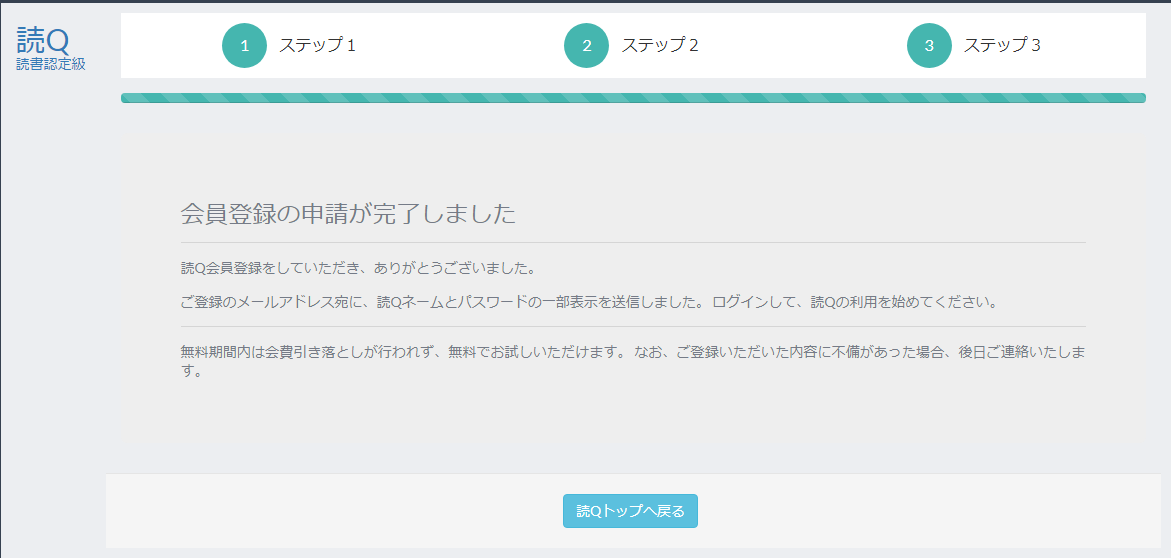 読Q
読書認定級
1 ステップ１
2 ステップ２
3 ステップ３
会員登録の申請が完了しました
読Q会員登録をしていただき、ありがとうございました。
ご登録のメールアドレス宛に、読Qネームとパスワードの一部表示を送信しました。 ログインして、読Qの利用を始めてください。
無料期間内は会費引き落としが行われず、無料でお試しいただけます。 なお、ご登録いただいた内容に不備があった場合、後日ご連絡いたしま
す。
読Qトップへ戻る